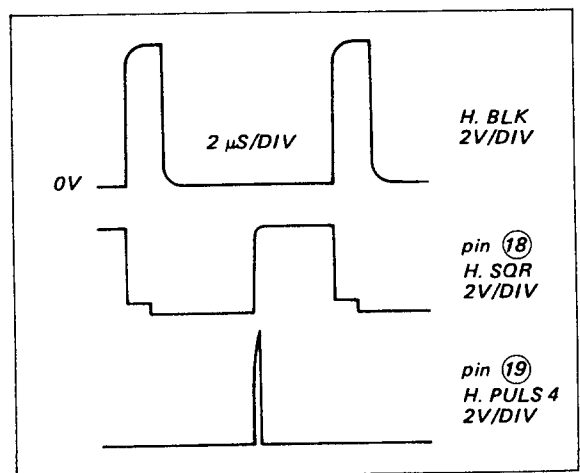 H. BLK
2V/DIV
2 µS/DIV
0V
pin 18
H. SQR
2V/DIV
pin 19
H. PULS 4
2V/DIV